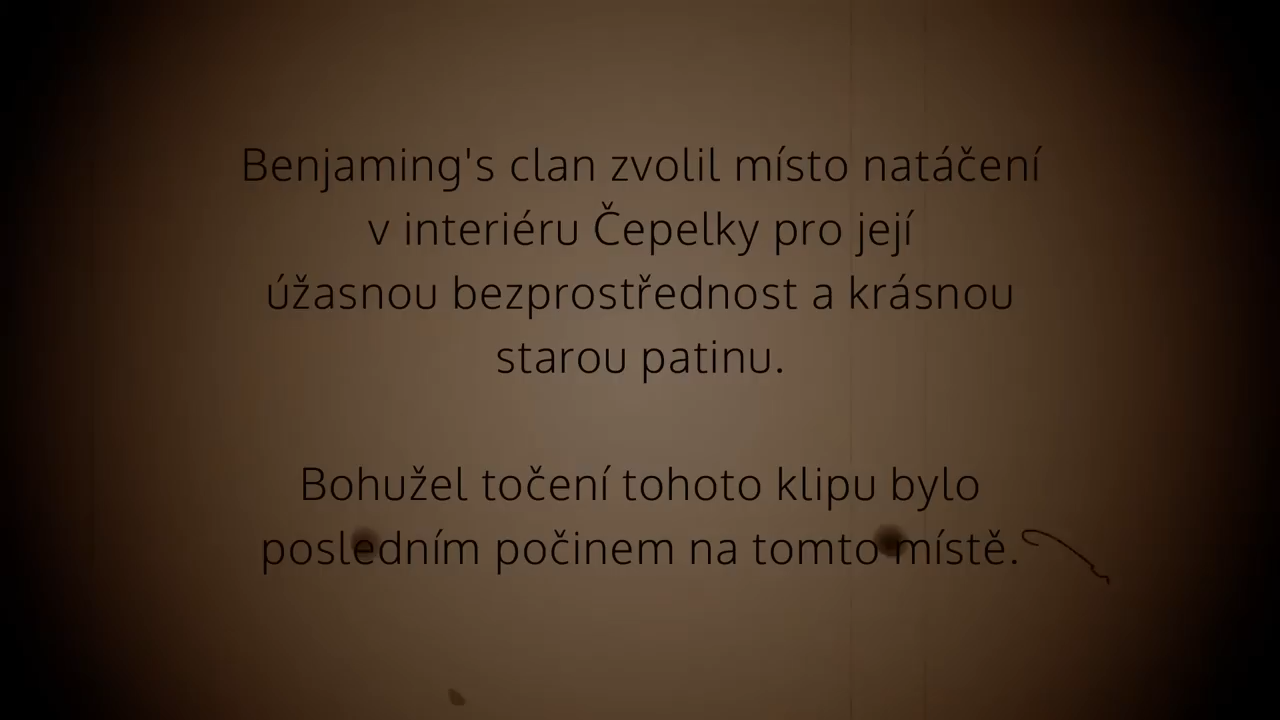 Benjaming's clan zvolil místo natáčení
v interiéru Čepelky pro její
úžasnou bezprostřednost a krásnou
starou patinu.
Bohužel točení tohoto klipu bylo
posledním počinem na tomto místě.